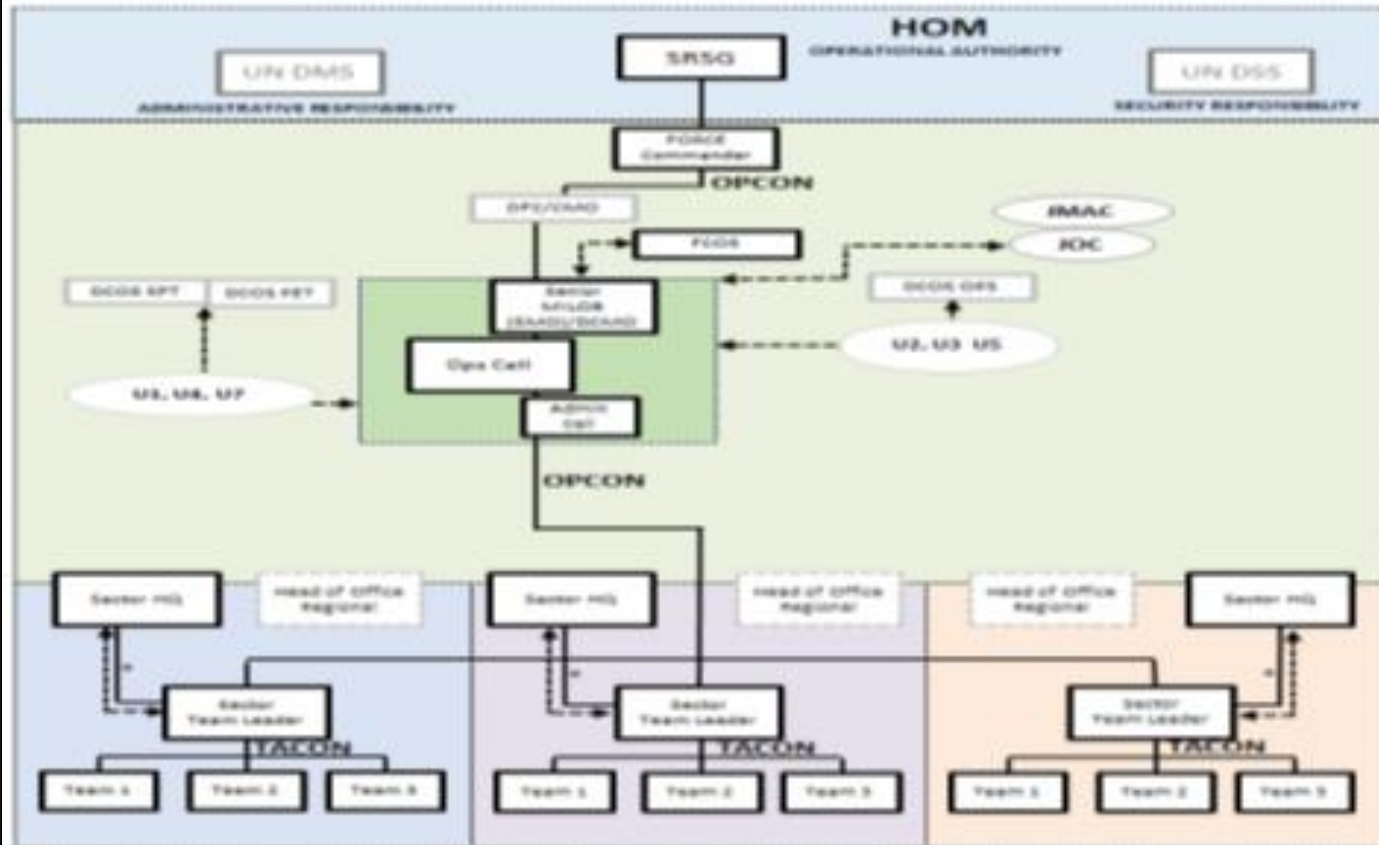 HOM
OPERATIONAL AUTHORITY
SRSG
UN DMS
UN DSS
ADMINISTRATIVE RESPONSIBILITY
SECURITY RESPONSIBILITY
FORCE
Commander
OPCON
JMAC
JOC
FCOS
DCOS SPT
DCOS PET
DCOS OPS
Senior
U2, U3 U5
Ops Cell
U1, U4, U7
Admin
OPCON
Sector HQ
Head of Office
Regional
Sector HQ
Head of Office
Regional
Head of Office
Regional
Sector HQ
Sector
Team Leader
Sector
Team Leader
Sector
Team Leader
TACON
TACON
TACON
Team 1
Team 2
Team 3
Team 1
Team 2
Team 3
Team 1
Team 2
Team 3